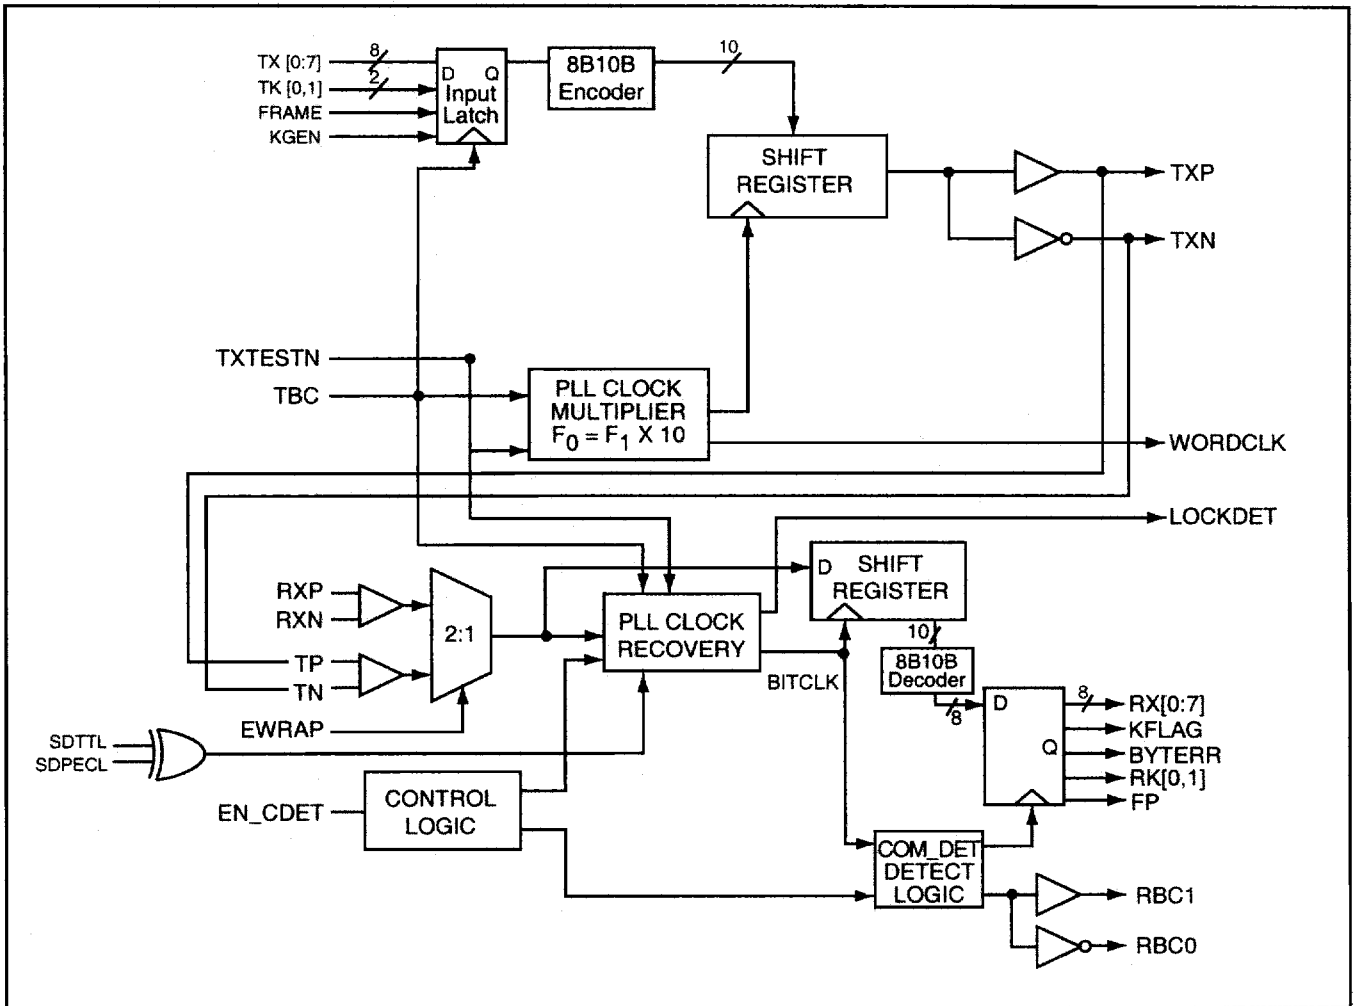 TX [0:7]
8
TK [0,1]
2
FRAME
KGEN
D Q
Input
Latch
8B10B
Encoder
10
SHIFT
REGISTER
TXP
TXN
TXTESTN
TBC
PLL CLOCK
MULTIPLIER
F0 = F1 X 10
WORDCLK
LOCKDET
RXP
RXN
TP
TN
2:1
EWRAP
SDTTL
SDPECL
PLL CLOCK
RECOVERY
BITCLK
D SHIFT
REGISTER
10
8B10B
Decoder
8
D
Q
8
RX[0:7]
KFLAG
BYTERR
RK[0,1]
FP
EN_CDET
CONTROL
LOGIC
COM_DET
DETECT
LOGIC
RBC1
RBC0